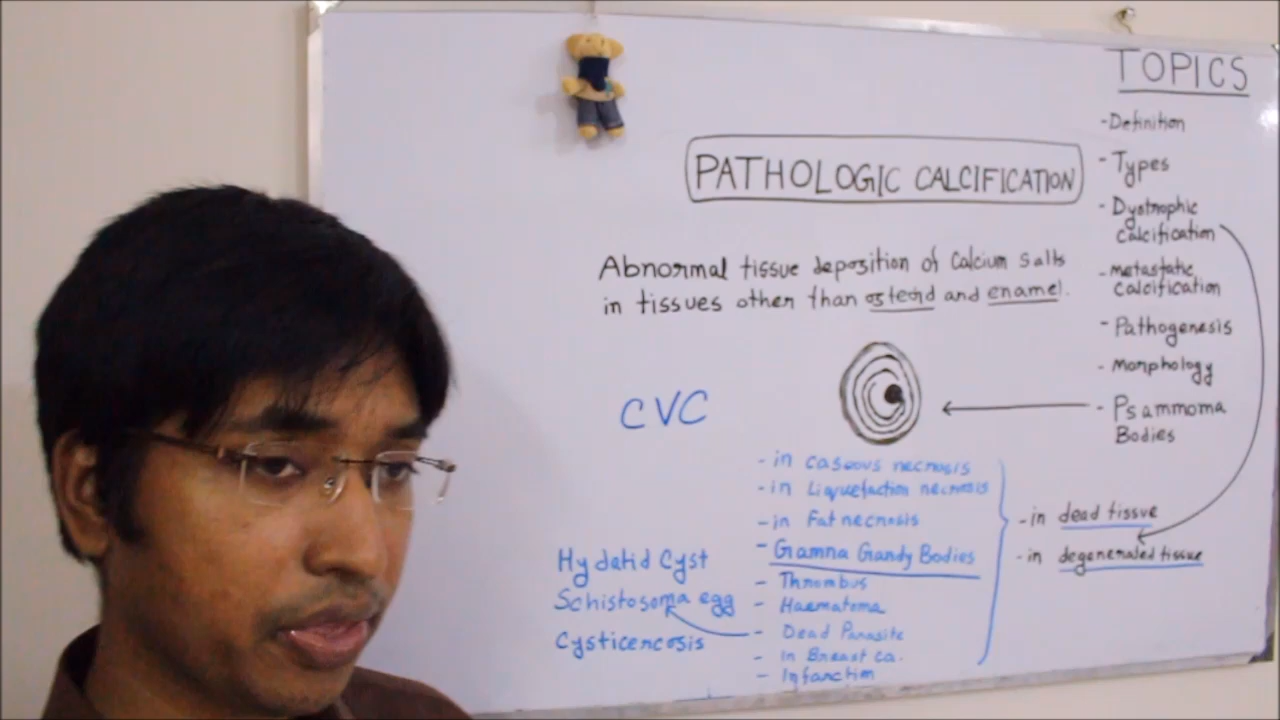 TOPICS
-Definition
-Types
-Dystrophic
calcification
-metastatic
calcification
-Pathogenesis
-Morphology
-Psammoma
Bodies
PATHOLOGIC CALCIFICATION
Abnormal tissue deposition of Calcium salts
in tissues other than osteoid and enamel.
CVC
-in caseous necrosis
-in Liquefaction necrosis
-in Fat necrosis
-Gamna Gandy Bodies
-Thrombus
-Haematoma
-Dead Parasite
-In Breast ca.
-Infarction
-in dead tissue
-in degenerated tissue
Hydatid Cyst
Schistosoma egg
Cysticercosis